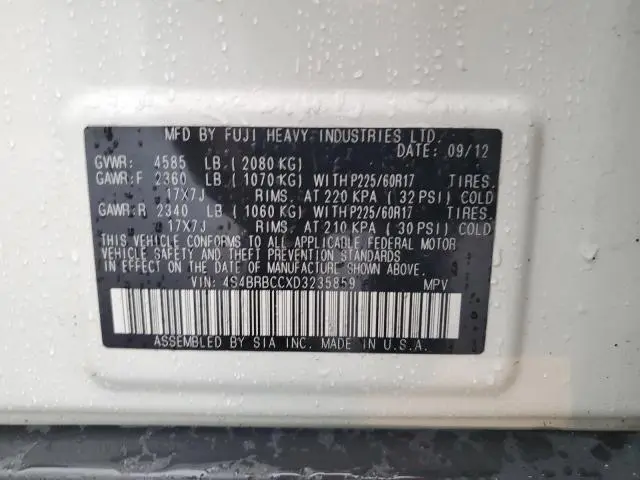 MFD BY FUJI HEAVY INDUSTRIES LTD.
DATE: 09/12
GVWR: 4585 LB (2080 KG)
GAWR:F 2360 LB (1070 KG) WITH P225/60R17 TIRES.
17X7J RIMS. AT 220 KPA (32 PSI) COLD
GAWR:R 2340 LB (1060 KG) WITH P225/60R17 TIRES.
17X7J RIMS. AT 210 KPA (30 PSI) COLD
THIS VEHICLE CONFORMS TO ALL APPLICABLE FEDERAL MOTOR
VEHICLE SAFETY AND THEFT PREVENTION STANDARDS
IN EFFECT ON THE DATE OF MANUFACTURE SHOWN ABOVE.
VIN: 4S4BRBCCXD3235859 MPV
ASSEMBLED BY SIA INC. MADE IN U.S.A.